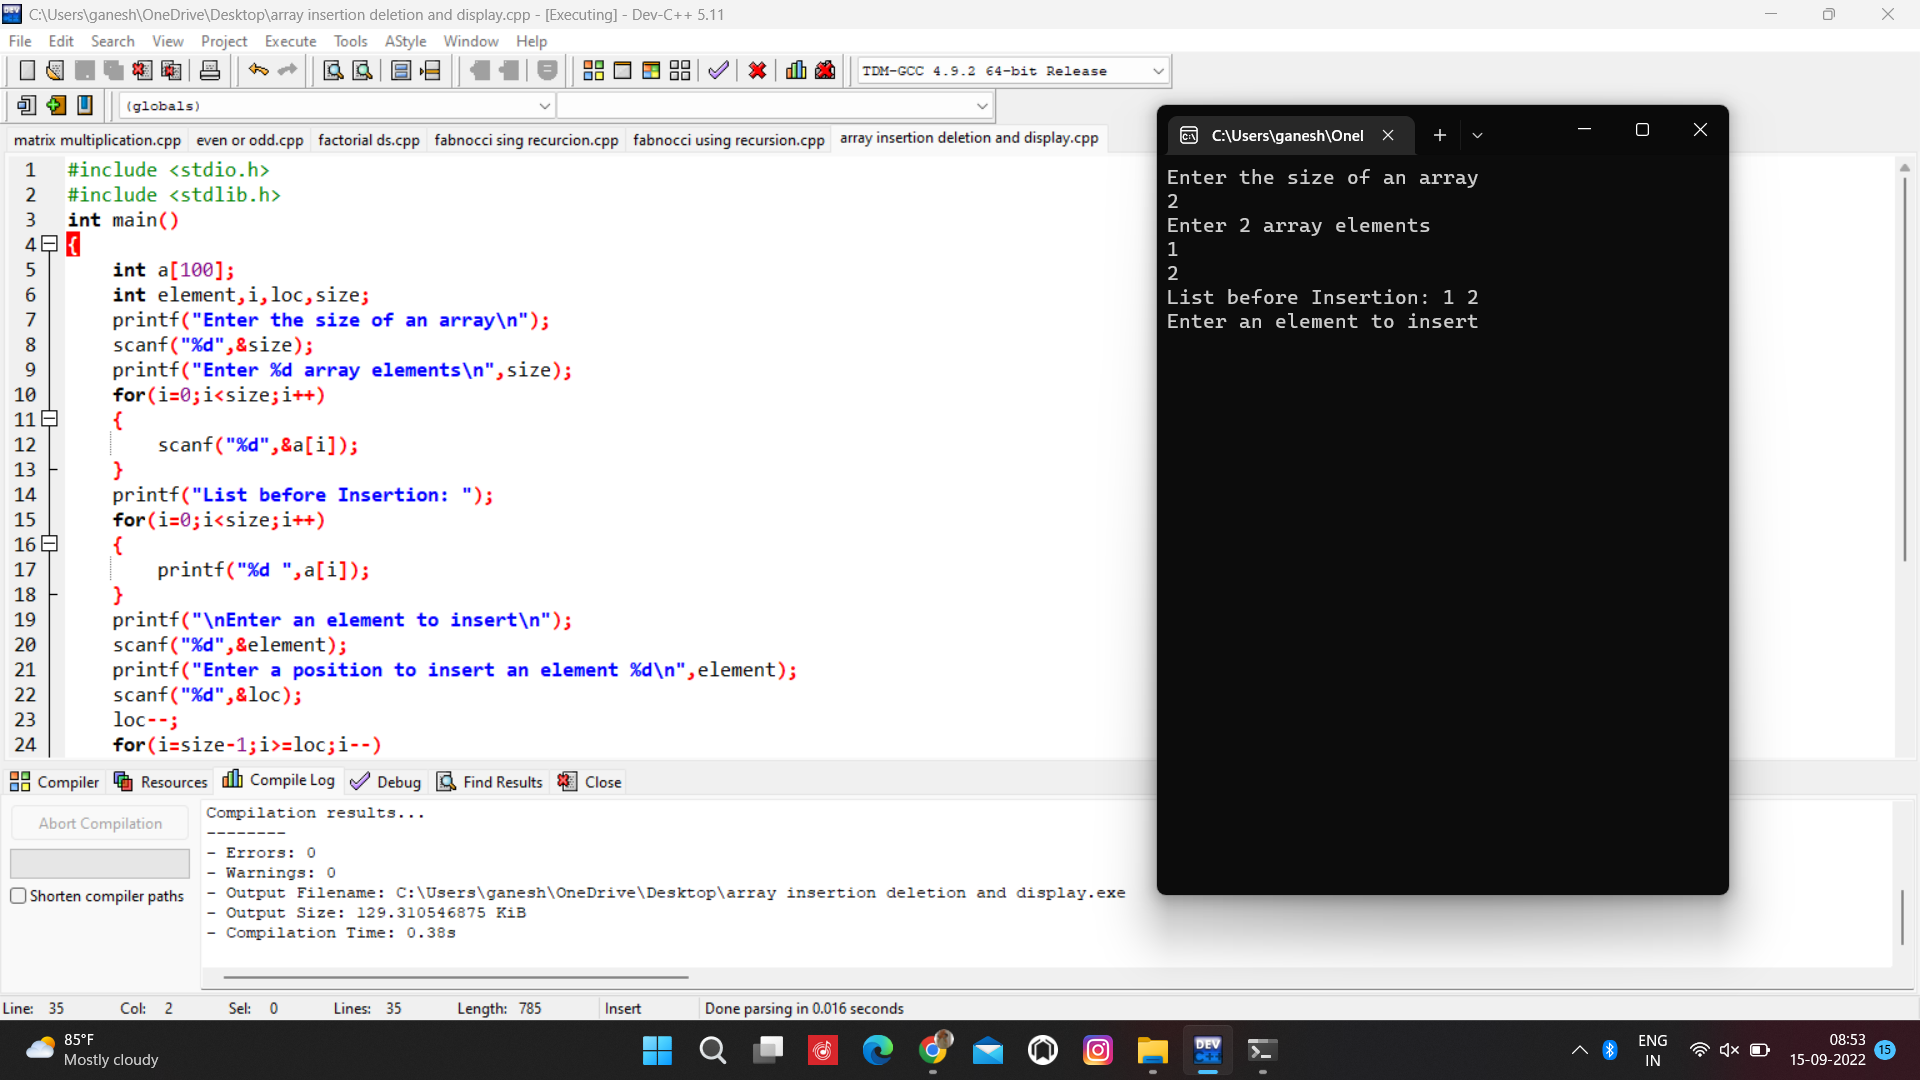 C:\Users\ganesh\OneDrive\Desktop\array insertion deletion and display.cpp - [Executing] - Dev-C++ 5.11
File Edit Search View Project Execute Tools AStyle Window Help
TDM-GCC 4.9.2 64-bit Release
(globals)
matrix multiplication.cpp even or odd.cpp factorial ds.cpp fabnocci sing recurcion.cpp fabnocci using recursion.cpp array insertion deletion and display.cpp
1 #include <stdio.h>
2 #include <stdlib.h>
3 int main()
4 {
5 int a[100];
6 int element,i,loc,size;
7 printf("Enter the size of an array\n");
8 scanf("%d",&size);
9 printf("Enter %d array elements\n",size);
10 for(i=0;i<size;i++)
11 {
12 scanf("%d",&a[i]);
13 }
14 printf("List before Insertion: ");
15 for(i=0;i<size;i++)
16 {
17 printf("%d ",a[i]);
18 }
19 printf("\nEnter an element to insert\n");
20 scanf("%d",&element);
21 printf("Enter a position to insert an element %d\n",element);
22 scanf("%d",&loc);
23 loc--;
24 for(i=size-1;i>=loc;i--)
C:\Users\ganesh\OneI
Enter the size of an array
2
Enter 2 array elements
1
2
List before Insertion: 1 2
Enter an element to insert
Compiler Resources Compile Log Debug Find Results Close
Abort Compilation
Shorten compiler paths
Compilation results...
--------
- Errors: 0
- Warnings: 0
- Output Filename: C:\Users\ganesh\OneDrive\Desktop\array insertion deletion and display.exe
- Output Size: 129.310546875 KiB
- Compilation Time: 0.38s
Line: 35 Col: 2 Sel: 0 Lines: 35 Length: 785 Insert Done parsing in 0.016 seconds
85°F
Mostly cloudy
DEV C++
ENG
IN
08:53
15-09-2022
15